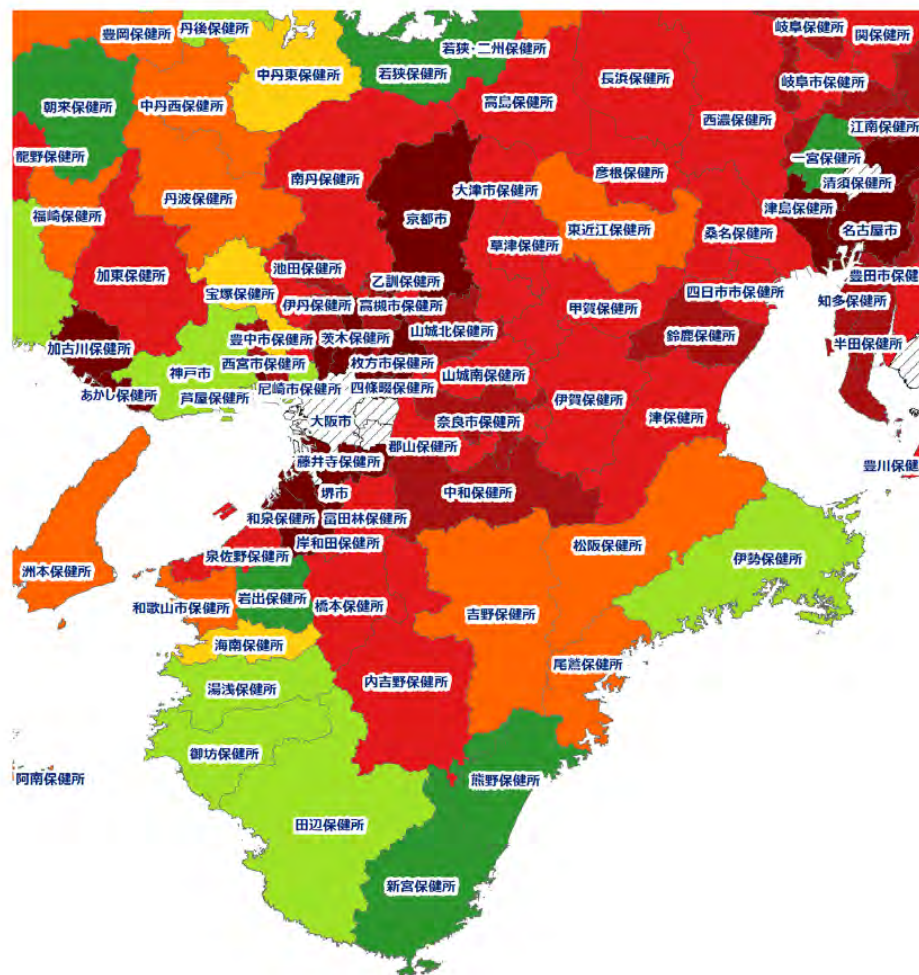 豊岡保健所
丹後保健所
若狭・二州保健所
岐阜保健所
関保健所
中丹東保健所
若狭保健所
長浜保健所
岐阜市保健所
朝来保健所
中丹西保健所
高島保健所
西濃保健所
江南保健所
龍野保健所
南丹保健所
大津市保健所
彦根保健所
一宮保健所
清須保健所
福崎保健所
丹波保健所
京都市
東近江保健所
津島保健所
名古屋市
加東保健所
池田保健所
草津保健所
桑名保健所
宝塚保健所
乙訓保健所
豊田市保健所
伊丹保健所
高槻市保健所
甲賀保健所
四日市市保健所
知多保健所
豊中市保健所
茨木保健所
山城北保健所
鈴鹿保健所
半田保健所
加古川保健所
神戸市
西宮市保健所
枚方市保健所
山城南保健所
伊賀保健所
あかし保健所
芦屋保健所
尼崎市保健所
四條畷保健所
大阪市
奈良市保健所
津保健所
郡山保健所
藤井寺保健所
豊川保健
堺市
中和保健所
和泉保健所
富田林保健所
岸和田保健所
松阪保健所
伊勢保健所
洲本保健所
泉佐野保健所
和歌山市保健所
岩出保健所
橋本保健所
吉野保健所
海南保健所
尾鷲保健所
湯浅保健所
内吉野保健所
御坊保健所
阿南保健所
熊野保健所
田辺保健所
新宮保健所